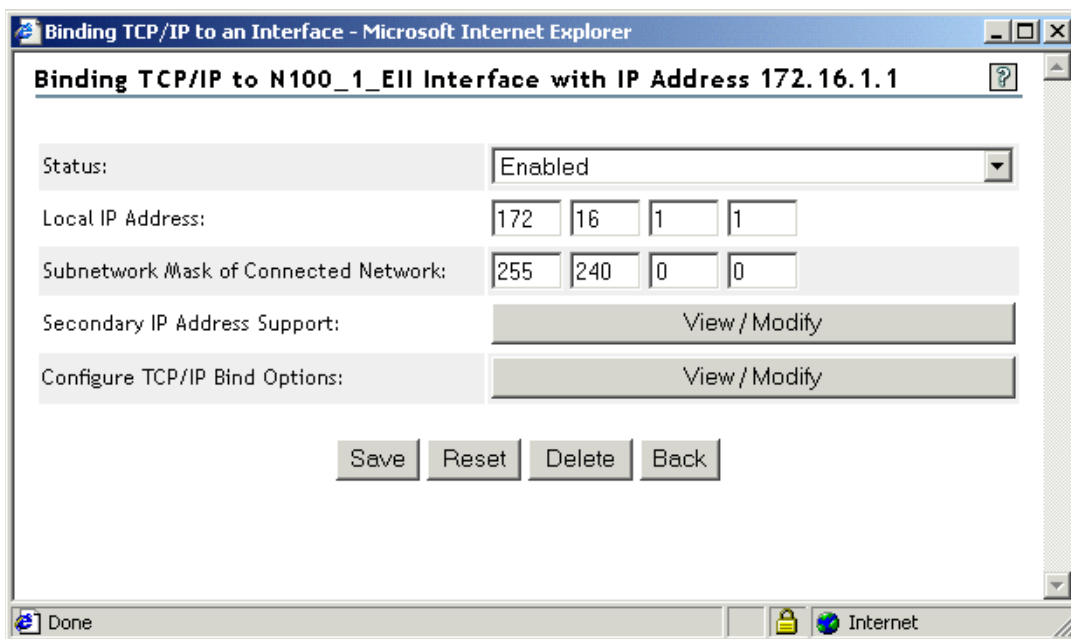 Binding TCP/IP to an Interface - Microsoft Internet Explorer
Binding TCP/IP to N100_1_EII Interface with IP Address 172.16.1.1 ?
Status: Enabled
Local IP Address: 172 16 1 1
Subnetwork Mask of Connected Network: 255 240 0 0
Secondary IP Address Support: View / Modify
Configure TCP/IP Bind Options: View / Modify
Save Reset Delete Back
Done Internet